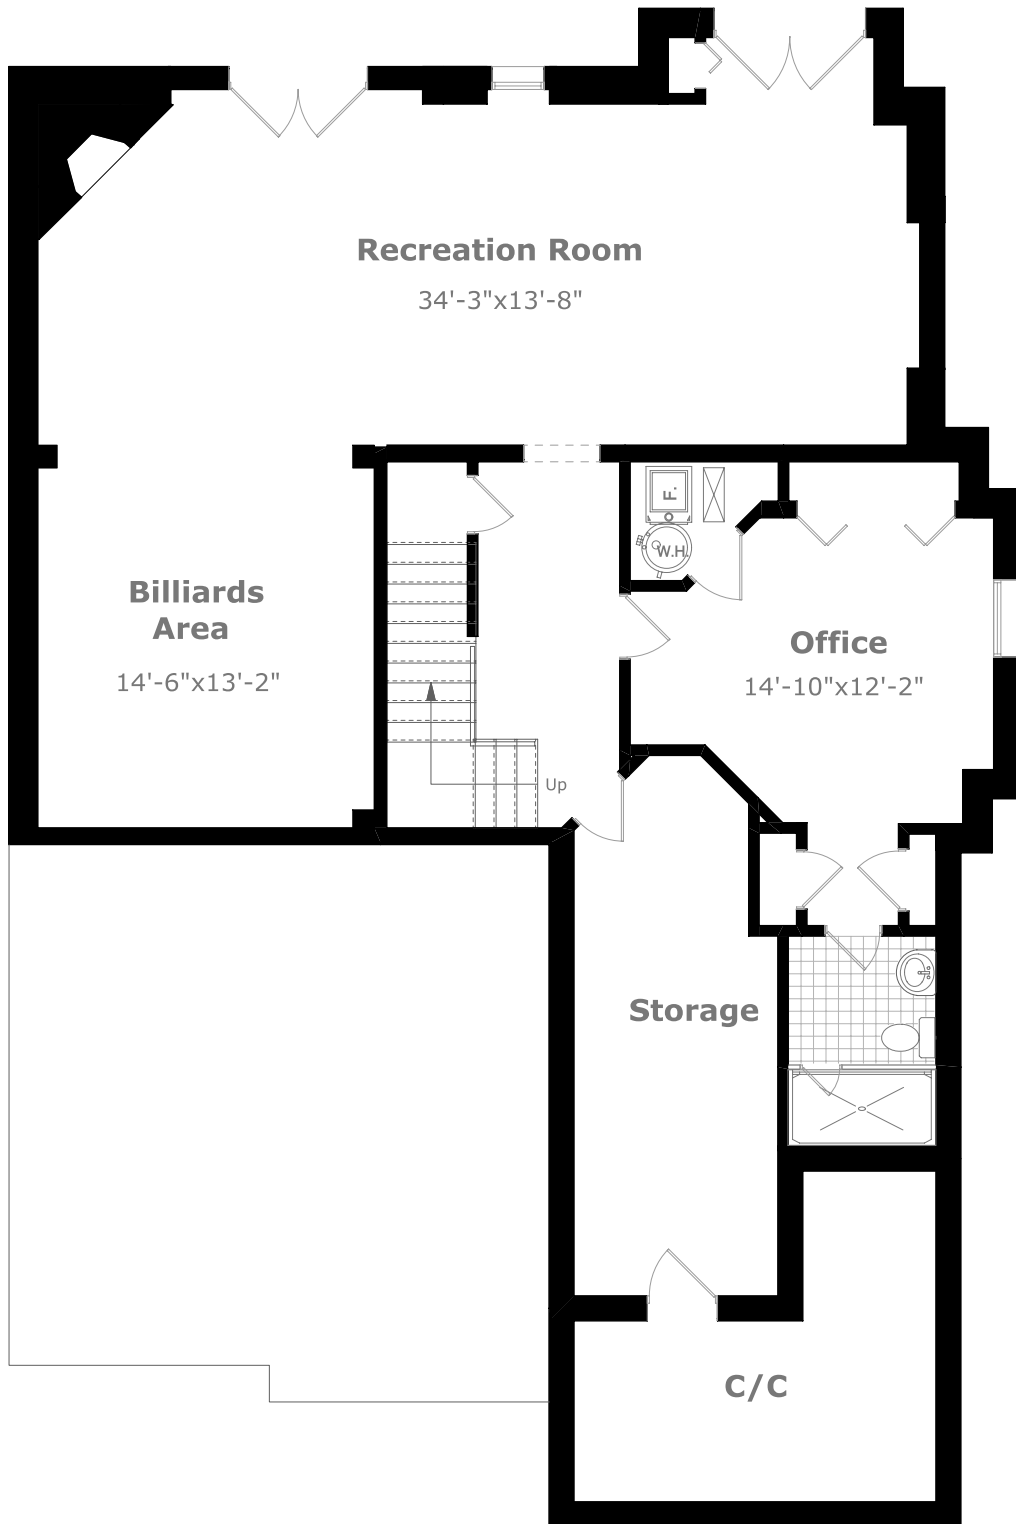 Recreation Room
34'-3"x13'-8"
F.
W.H.
Billiards
Area
14'-6"x13'-2"
Office
14'-10"x12'-2"
Up
Storage
C/C